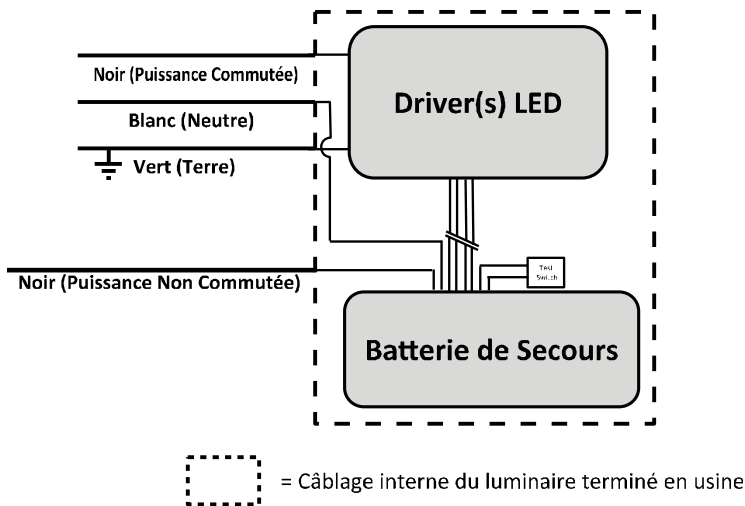 Noir (Puissance Commutée)
Driver(s) LED
Blanc (Neutre)
Vert (Terre)
Test
Switch
Noir (Puissance Non Commutée)
Batterie de Secours
= Câblage interne du luminaire terminé en usine